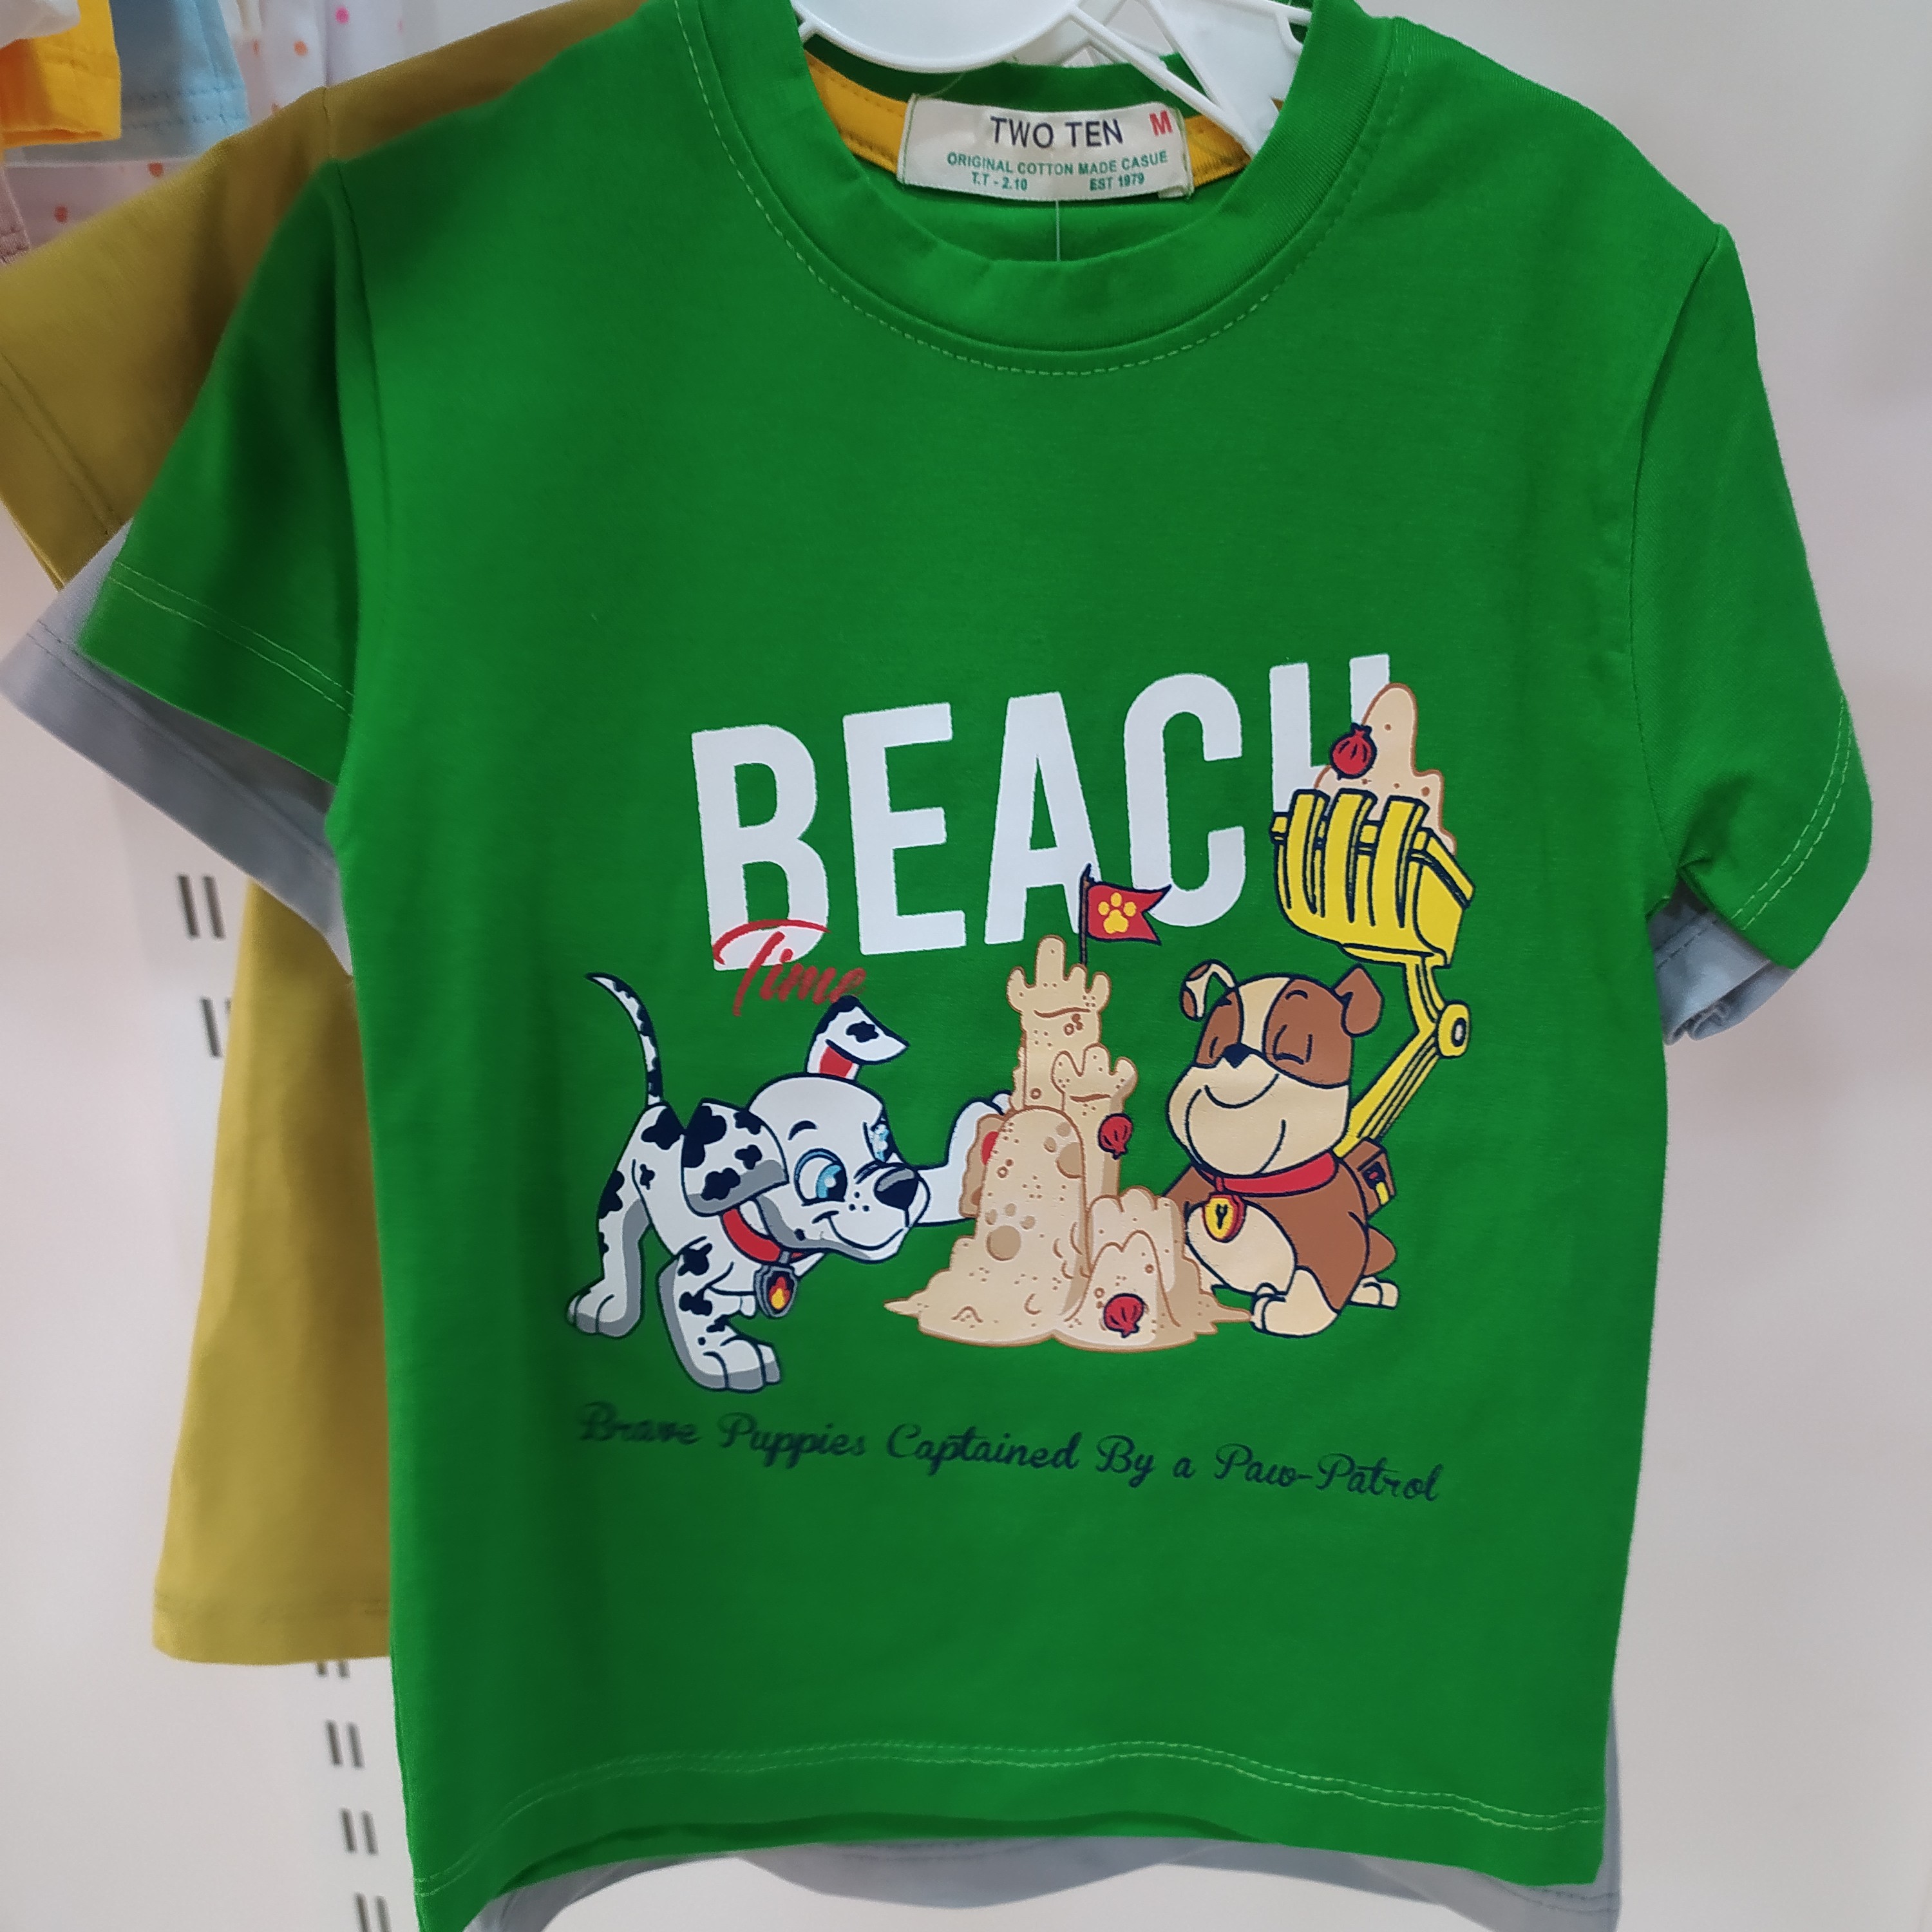 TWO TEN M
ORIGINAL COTTON MADE CASUE
T.T - 2.10 EST 1979
BEACH
Time
Brave Puppies Captained By a Paw-Patrol